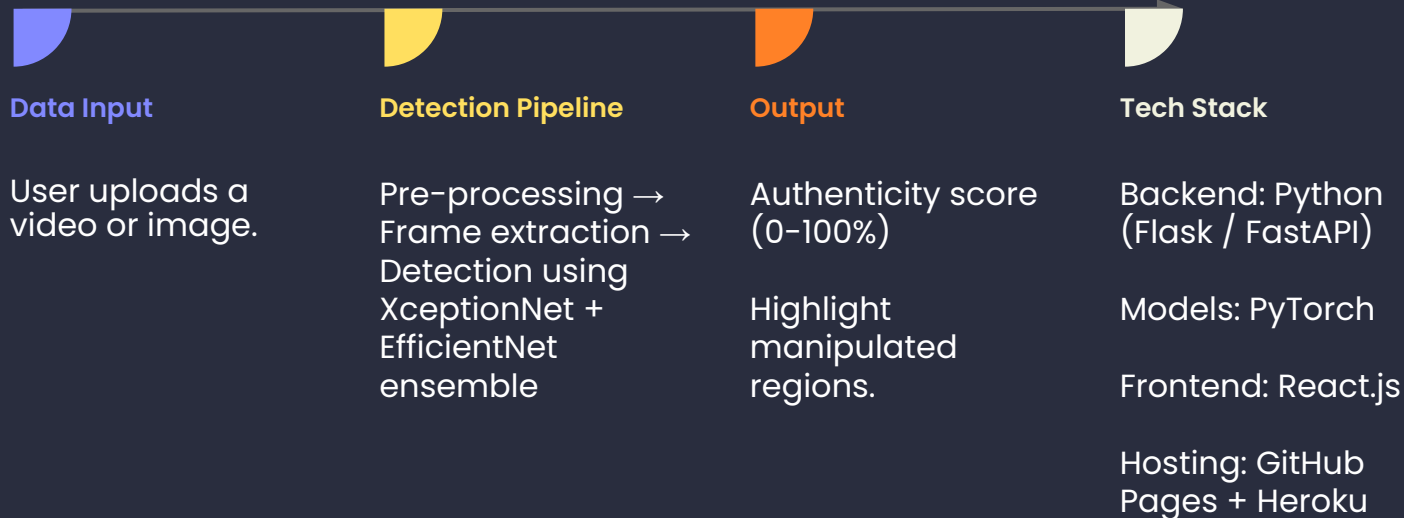 Data Input
User uploads a
video or image.
Detection Pipeline
Pre-processing →
Frame extraction →
Detection using
XceptionNet +
EfficientNet
ensemble
Output
Authenticity score
(0-100%)
Highlight
manipulated
regions.
Tech Stack
Backend: Python
(Flask / FastAPI)
Models: PyTorch
Frontend: React.js
Hosting: GitHub
Pages + Heroku